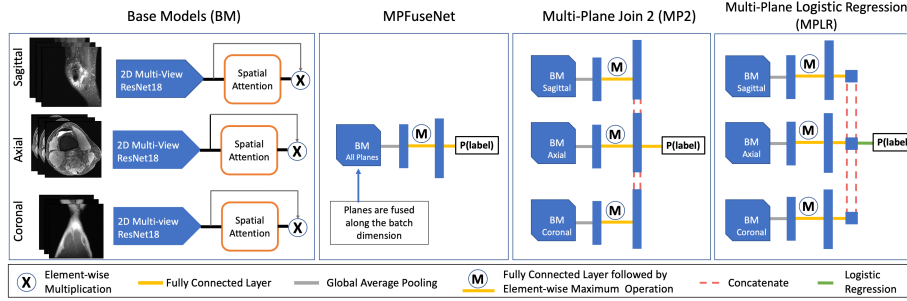 Base Models (BM)
Sagittal
2D Multi-View
ResNet18
Spatial
Attention
X
Axial
2D Multi-View
ResNet18
Spatial
Attention
X
Coronal
2D Multi-view
ResNet18
Spatial
Attention
X
MPFuseNet
BM
All Planes
M
P(label)
Planes are fused
along the batch
dimension
Multi-Plane Join 2 (MP2)
BM
Sagittal
M
BM
Axial
M
P(label)
BM
Coronal
M
Multi-Plane Logistic Regression
(MPLR)
BM
Sagittal
M
BM
Axial
M
P(label)
BM
Coronal
M
X
Element-wise
Multiplication
Fully Connected Layer
Global Average Pooling
M
Fully Connected Layer followed by
Element-wise Maximum Operation
Concatenate
Logistic
Regression